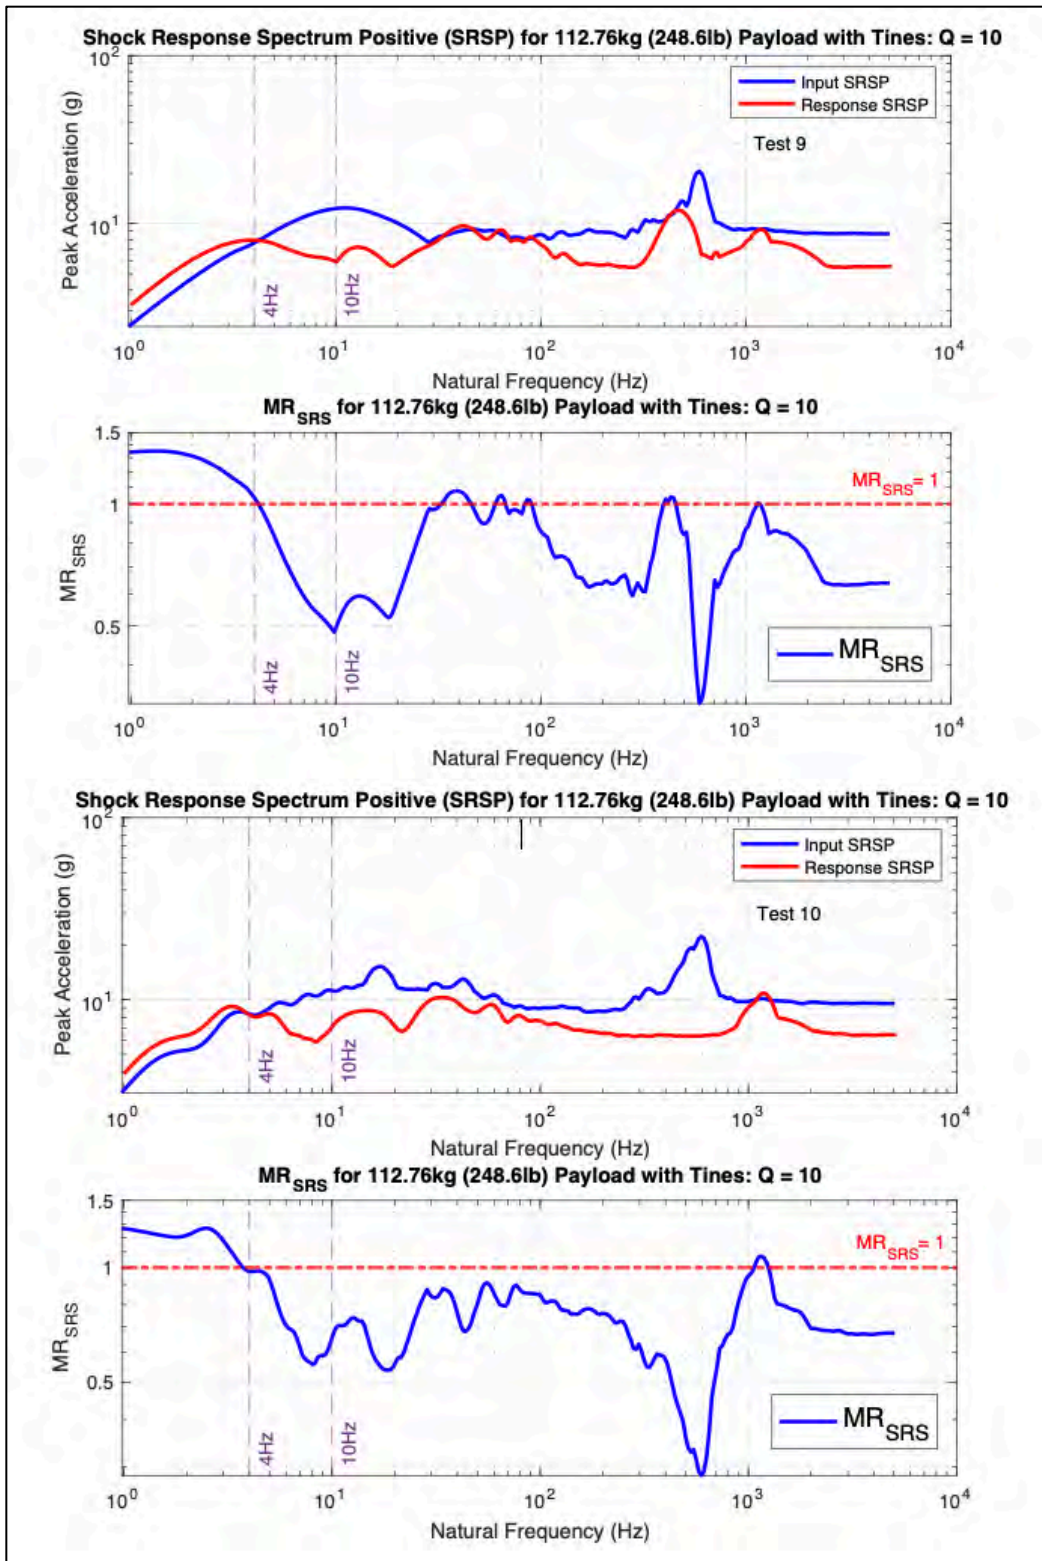 Shock Response Spectrum Positive (SRSP) for 112.76kg (248.6lb) Payload with Tines: Q = 10
10^2
Input SRSP
Response SRSP
Test 9
Peak Acceleration (g)
10^1
4Hz
10Hz
10^0 10^1 10^2 10^3 10^4
Natural Frequency (Hz)
MR_SRS for 112.76kg (248.6lb) Payload with Tines: Q = 10
1.5
MR_SRS = 1
1
MR_SRS
0.5
MR_SRS
4Hz
10Hz
10^0 10^1 10^2 10^3 10^4
Natural Frequency (Hz)
Shock Response Spectrum Positive (SRSP) for 112.76kg (248.6lb) Payload with Tines: Q = 10
10^2
Input SRSP
Response SRSP
Test 10
Peak Acceleration (g)
10^1
4Hz
10Hz
10^0 10^1 10^2 10^3 10^4
Natural Frequency (Hz)
MR_SRS for 112.76kg (248.6lb) Payload with Tines: Q = 10
1.5
MR_SRS = 1
1
MR_SRS
0.5
MR_SRS
4Hz
10Hz
10^0 10^1 10^2 10^3 10^4
Natural Frequency (Hz)